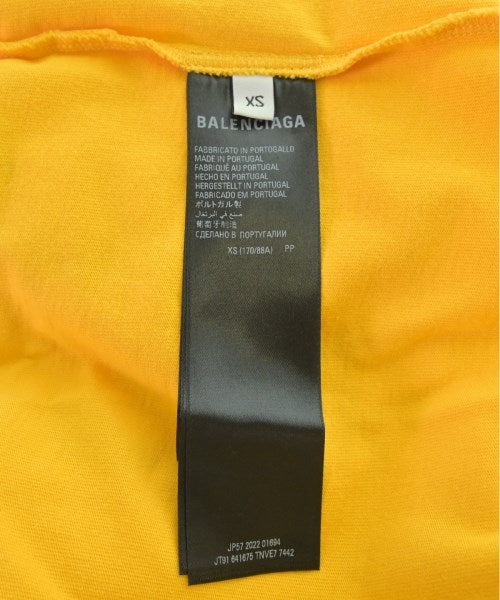 XS
BALENCIAGA
FABBRICATO IN PORTOGALLO
MADE IN PORTUGAL
FABRIQUÉ AU PORTUGAL
HECHO EN PORTUGAL
HERGESTELLT IN PORTUGAL
FABRICADO EM PORTUGAL
ポルトガル製
صنع في البرتغال
葡萄牙制造
СДЕЛАНО В ПОРТУГАЛИИ
XS (170/88A) PP
JP57 2022 01694
JT91 641675 TNVE7 7442